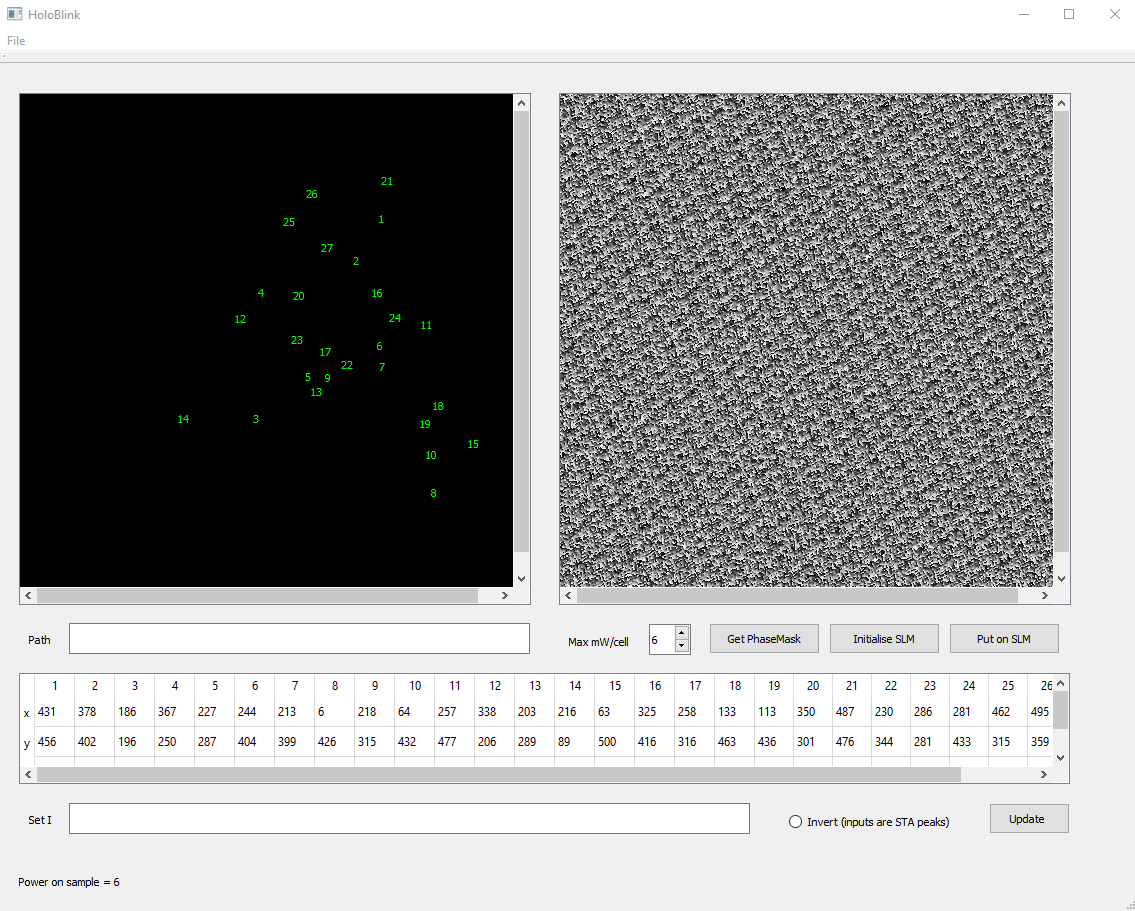 HoloBlink
File
21
26
25 1
27
2
4 20 16
12 24 11
23 6
17
22 7
5 9
13
18
14 3 19
15
10
8
Path Max mW/cell 6 Get PhaseMask Initialise SLM Put on SLM
1 2 3 4 5 6 7 8 9 10 11 12 13 14 15 16 17 18 19 20 21 22 23 24 25 26
x 431 378 186 367 227 244 213 6 218 64 257 338 203 216 63 325 258 133 113 350 487 230 286 281 462 495
y 456 402 196 250 287 404 399 426 315 432 477 206 289 89 500 416 316 463 436 301 476 344 281 433 315 359
Set I Invert (inputs are STA peaks) Update
Power on sample = 6